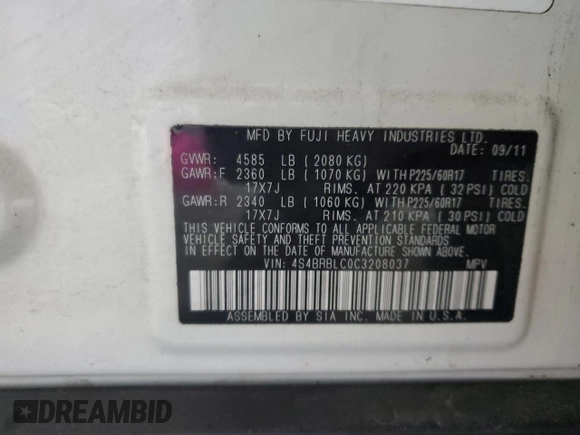 MFD BY FUJI HEAVY INDUSTRIES LTD.
DATE: 09/11
GVWR: 4585 LB ( 2080 KG)
GAWR:F 2360 LB ( 1070 KG) WITH P225/60R17 TIRES.
17X7J RIMS. AT 220 KPA ( 32 PSI) COLD
GAWR:R 2340 LB ( 1060 KG) WITH P225/60R17 TIRES.
17X7J RIMS. AT 210 KPA ( 30 PSI) COLD
THIS VEHICLE CONFORMS TO ALL APPLICABLE FEDERAL MOTOR
VEHICLE SAFETY AND THEFT PREVENTION STANDARDS IN EFFECT
ON THE DATE OF MANUFACTURE SHOWN ABOVE.
VIN: 4S4BRBLC0C3208037 MPV
ASSEMBLED BY SIA INC. MADE IN U.S.A.
DREAMBID